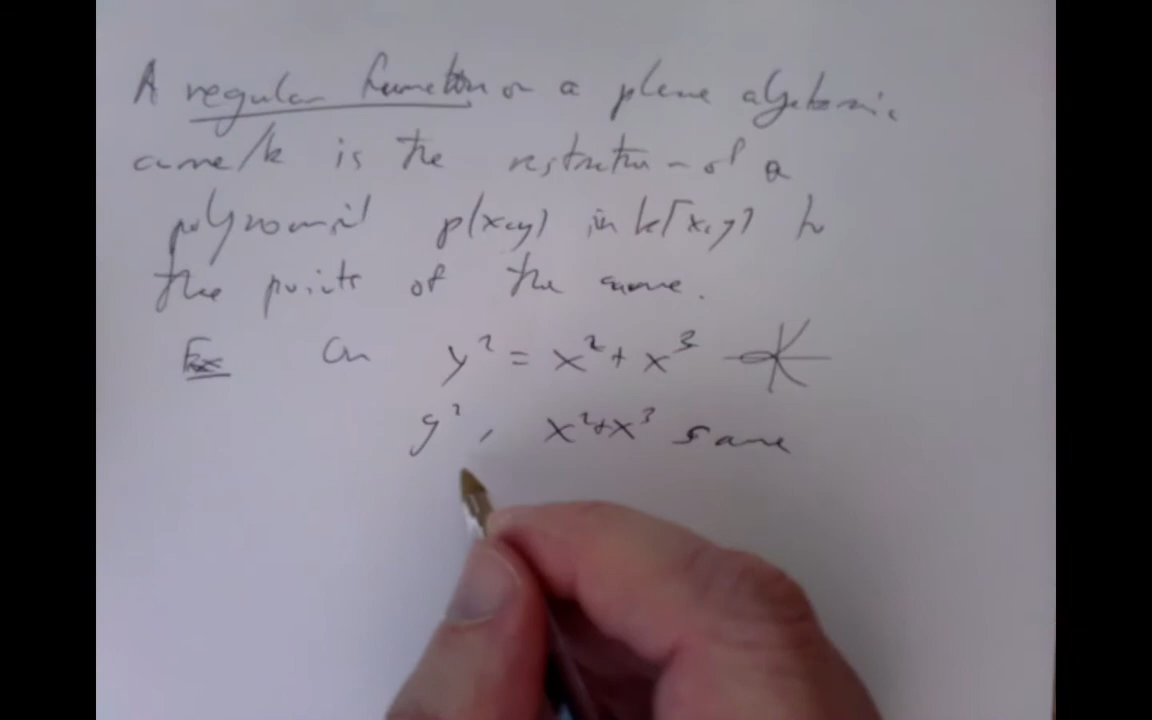 A regular function on a plane algebraic
curve/k is the restriction of a
polynomial p(x,y) in k[x,y] to
the points of the curve.
Ex On y² = x² + x³
y², x²+x³ same